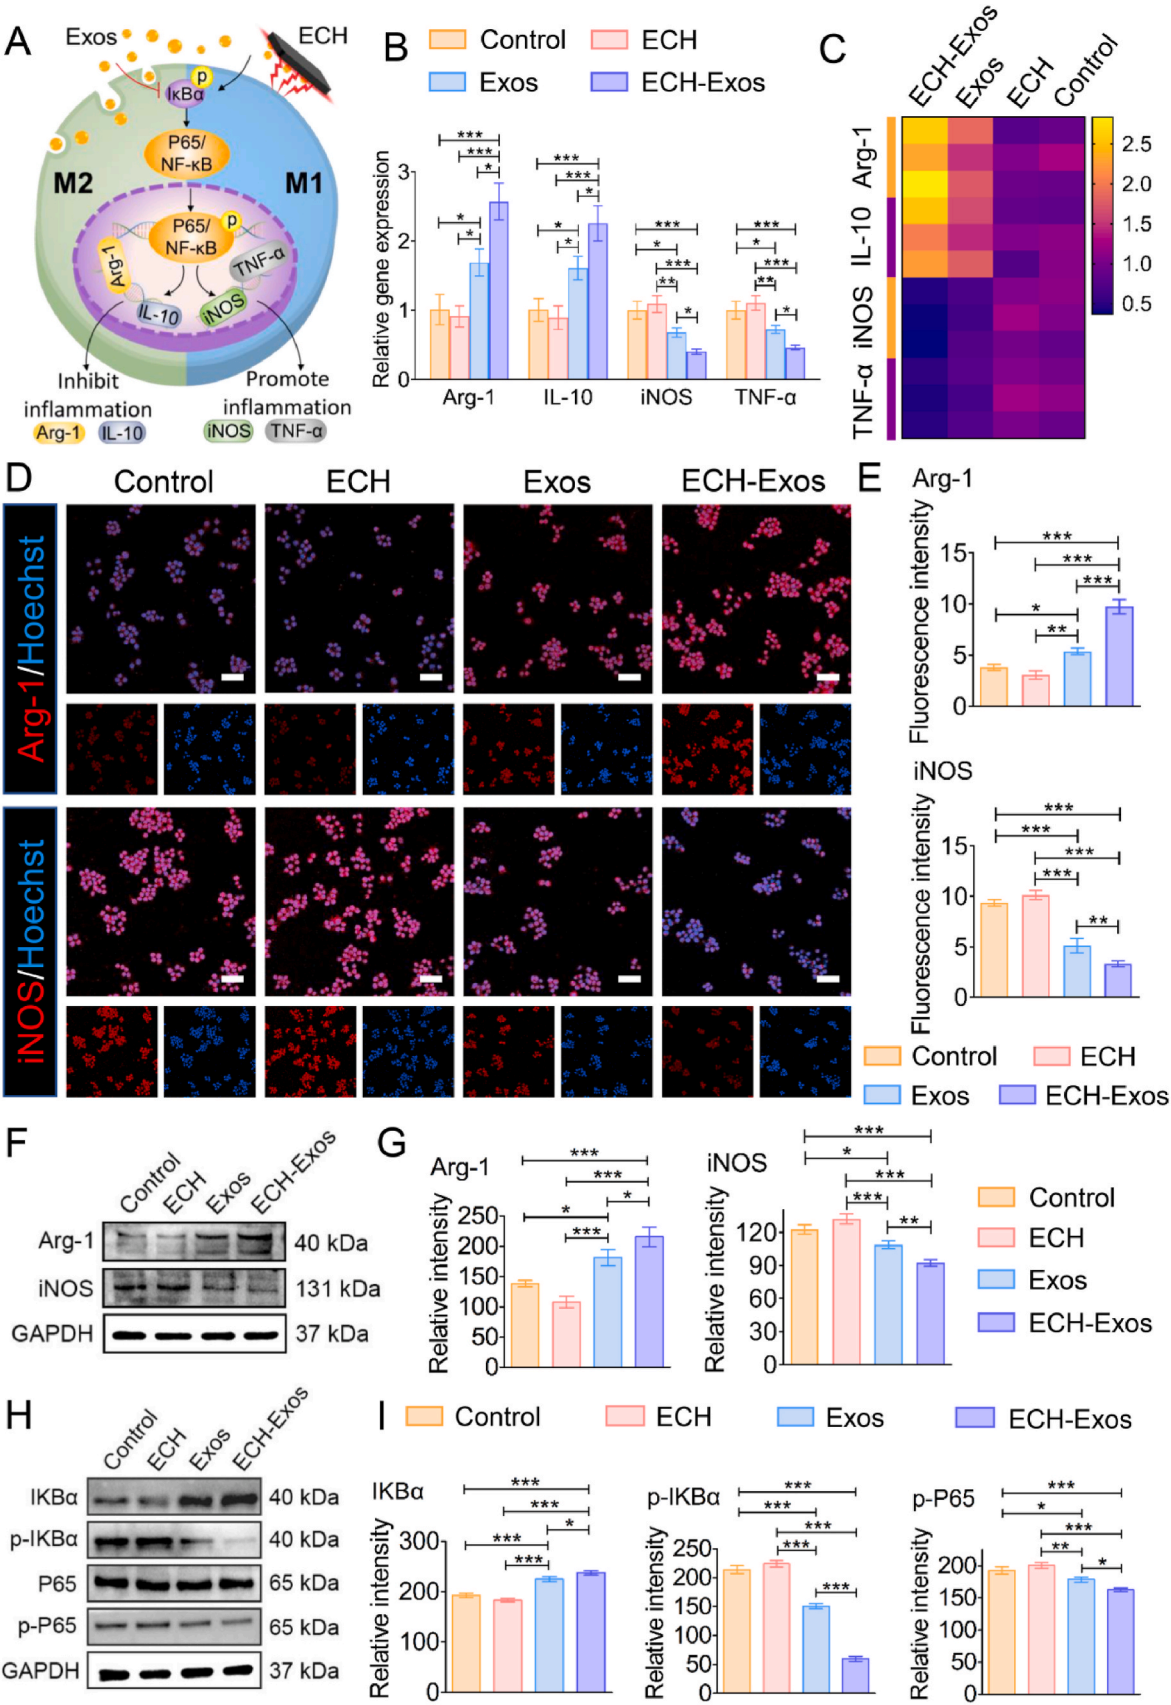 A
Exos
ECH
p
IκBα
P65/
NF-κB
M2
M1
P65/
NF-κB
p
Arg-1
TNF-α
IL-10
iNOS
Inhibit
inflammation
Arg-1
IL-10
Promote
inflammation
iNOS
TNF-α
B
Control
ECH
Exos
ECH-Exos
Relative gene expression
3
2
1
0
***
***
*
*
*
***
***
*
*
*
***
*
***
**
*
***
*
***
**
*
Arg-1
IL-10
iNOS
TNF-α
C
ECH-Exos
Exos
ECH
Control
Arg-1
IL-10
iNOS
TNF-α
2.5
2.0
1.5
1.0
0.5
D
Control
ECH
Exos
ECH-Exos
Arg-1/Hoechst
iNOS/Hoechst
E
Arg-1
Fluorescence intensity
15
10
5
0
***
***
***
*
**
iNOS
Fluorescence intensity
15
10
5
0
***
***
***
***
**
Control
ECH
Exos
ECH-Exos
F
Control
ECH
Exos
ECH-Exos
Arg-1
40 kDa
iNOS
131 kDa
GAPDH
37 kDa
G
Arg-1
Relative intensity
250
200
150
100
50
0
***
***
*
*
***
iNOS
Relative intensity
120
90
60
30
0
***
*
***
***
**
Control
ECH
Exos
ECH-Exos
H
Control
ECH
Exos
ECH-Exos
IKBα
40 kDa
p-IKBα
40 kDa
P65
65 kDa
p-P65
65 kDa
GAPDH
37 kDa
I
Control
ECH
Exos
ECH-Exos
IKBα
Relative intensity
300
200
100
0
***
***
*
***
***
p-IKBα
Relative intensity
250
200
150
100
50
0
***
***
***
***
***
p-P65
Relative intensity
200
150
100
50
0
***
*
***
**
*